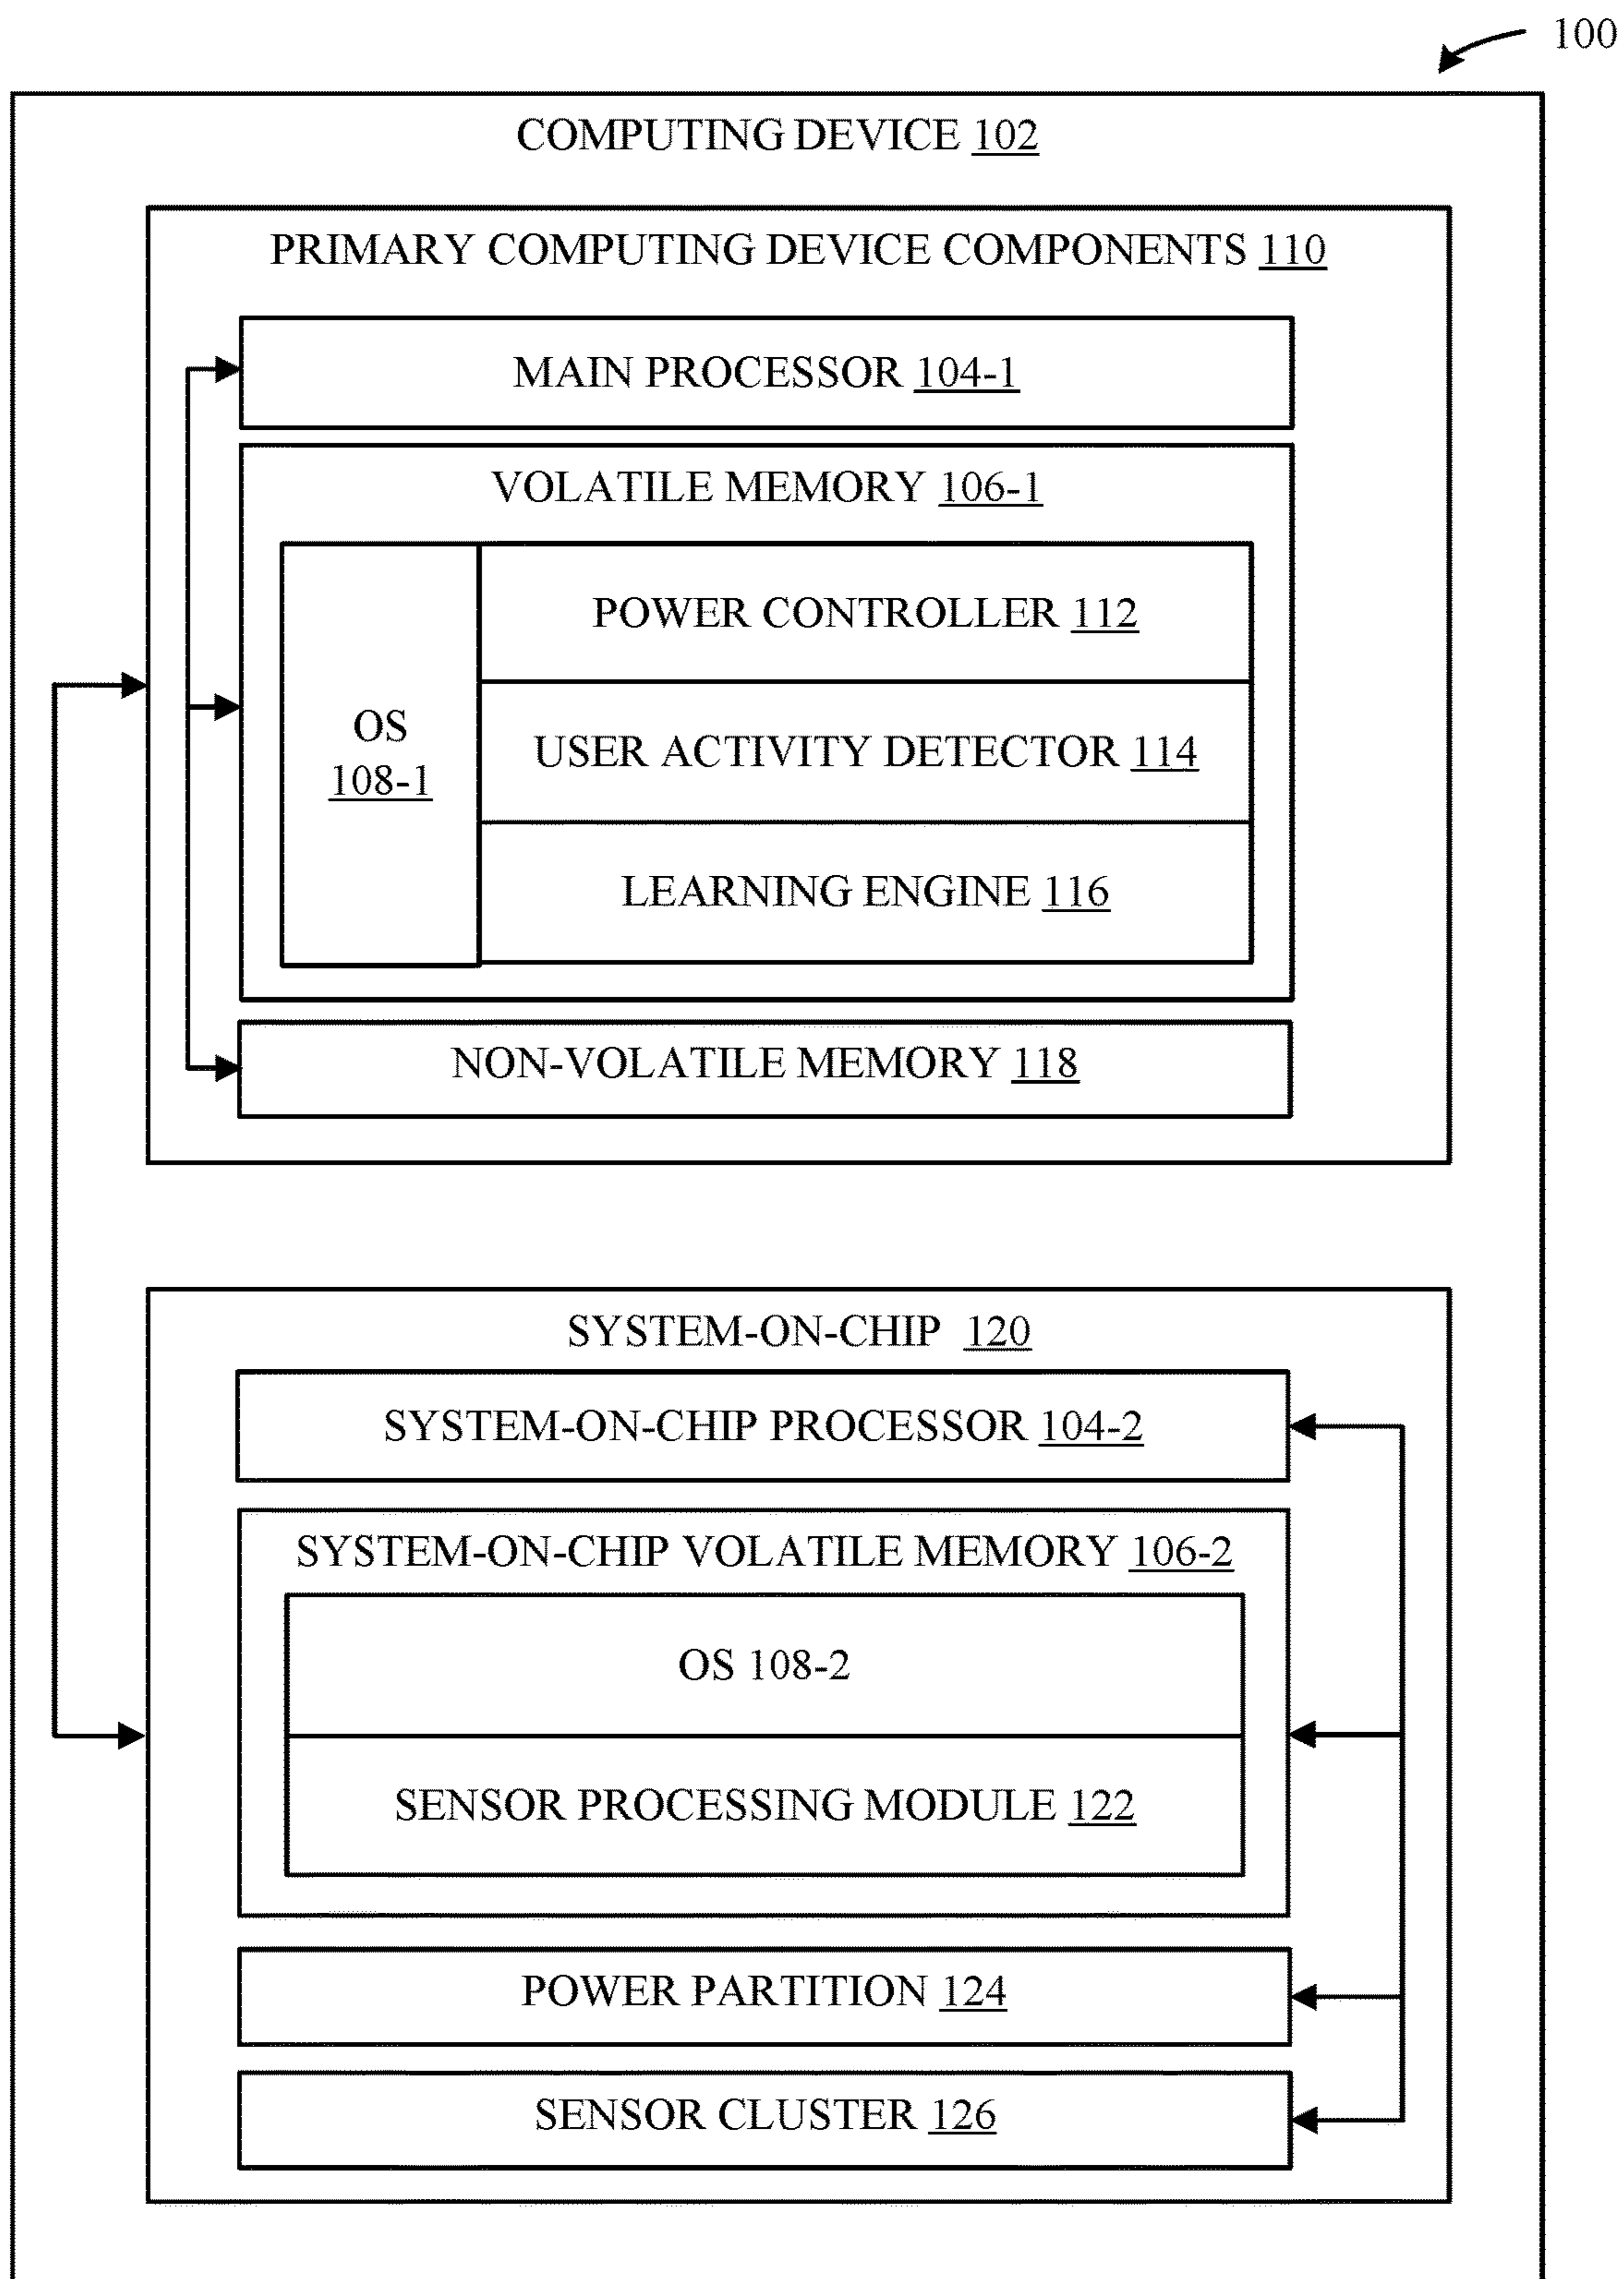 100
COMPUTING DEVICE 102
PRIMARY COMPUTING DEVICE COMPONENTS 110
MAIN PROCESSOR 104-1
VOLATILE MEMORY 106-1
POWER CONTROLLER 112
OS
108-1
USER ACTIVITY DETECTOR 114
LEARNING ENGINE 116
NON-VOLATILE MEMORY 118
SYSTEM-ON-CHIP 120
SYSTEM-ON-CHIP PROCESSOR 104-2
SYSTEM-ON-CHIP VOLATILE MEMORY 106-2
OS 108-2
SENSOR PROCESSING MODULE 122
POWER PARTITION 124
SENSOR CLUSTER 126